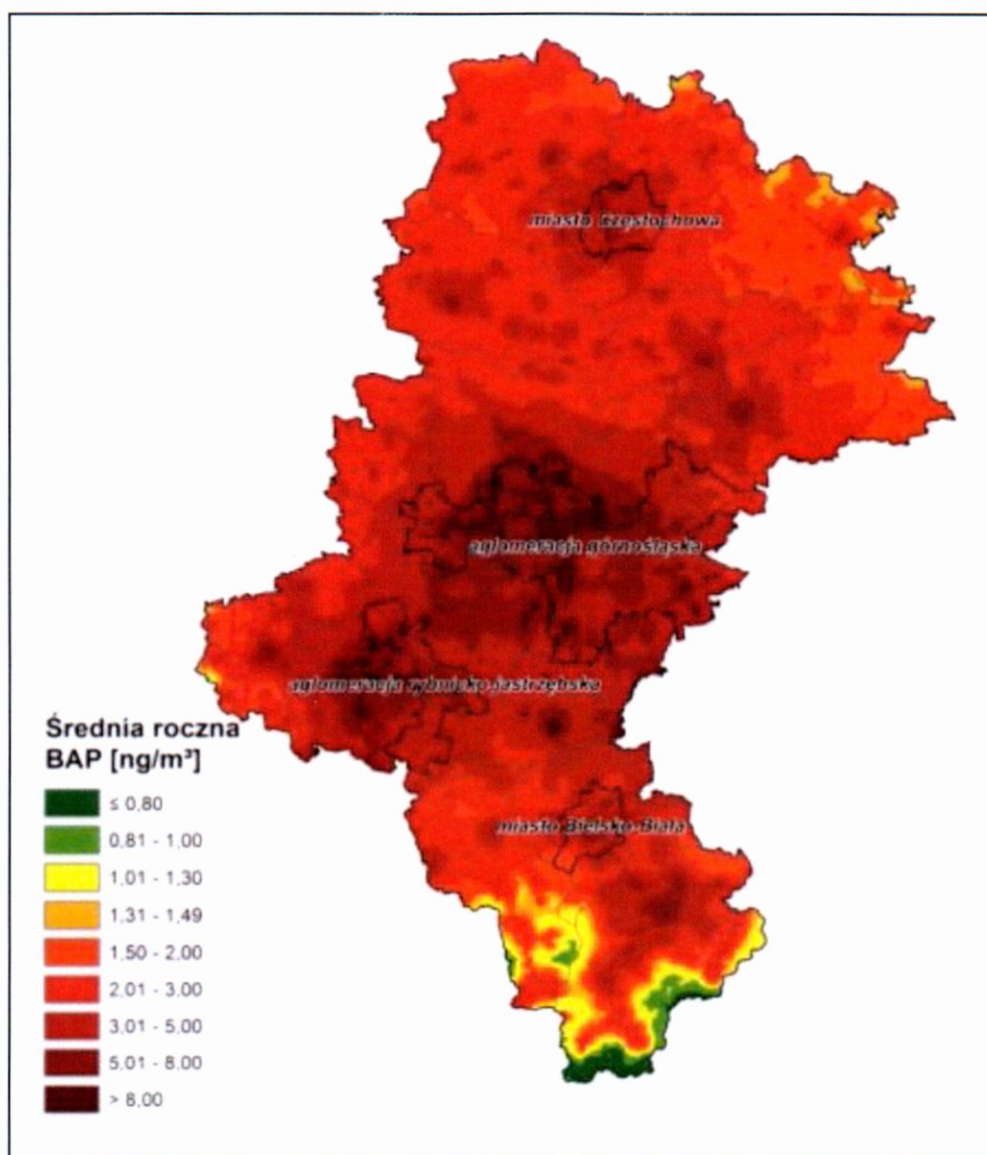 miasto Częstochowa
aglomeracja górnośląska
aglomeracja rybnicko-jastrzębska
miasto Bielsko-Biała
Średnia roczna
BAP [ng/m³]
≤ 0,80
0,81 - 1,00
1,01 - 1,30
1,31 - 1,49
1,50 - 2,00
2,01 - 3,00
3,01 - 5,00
5,01 - 8,00
> 8,00